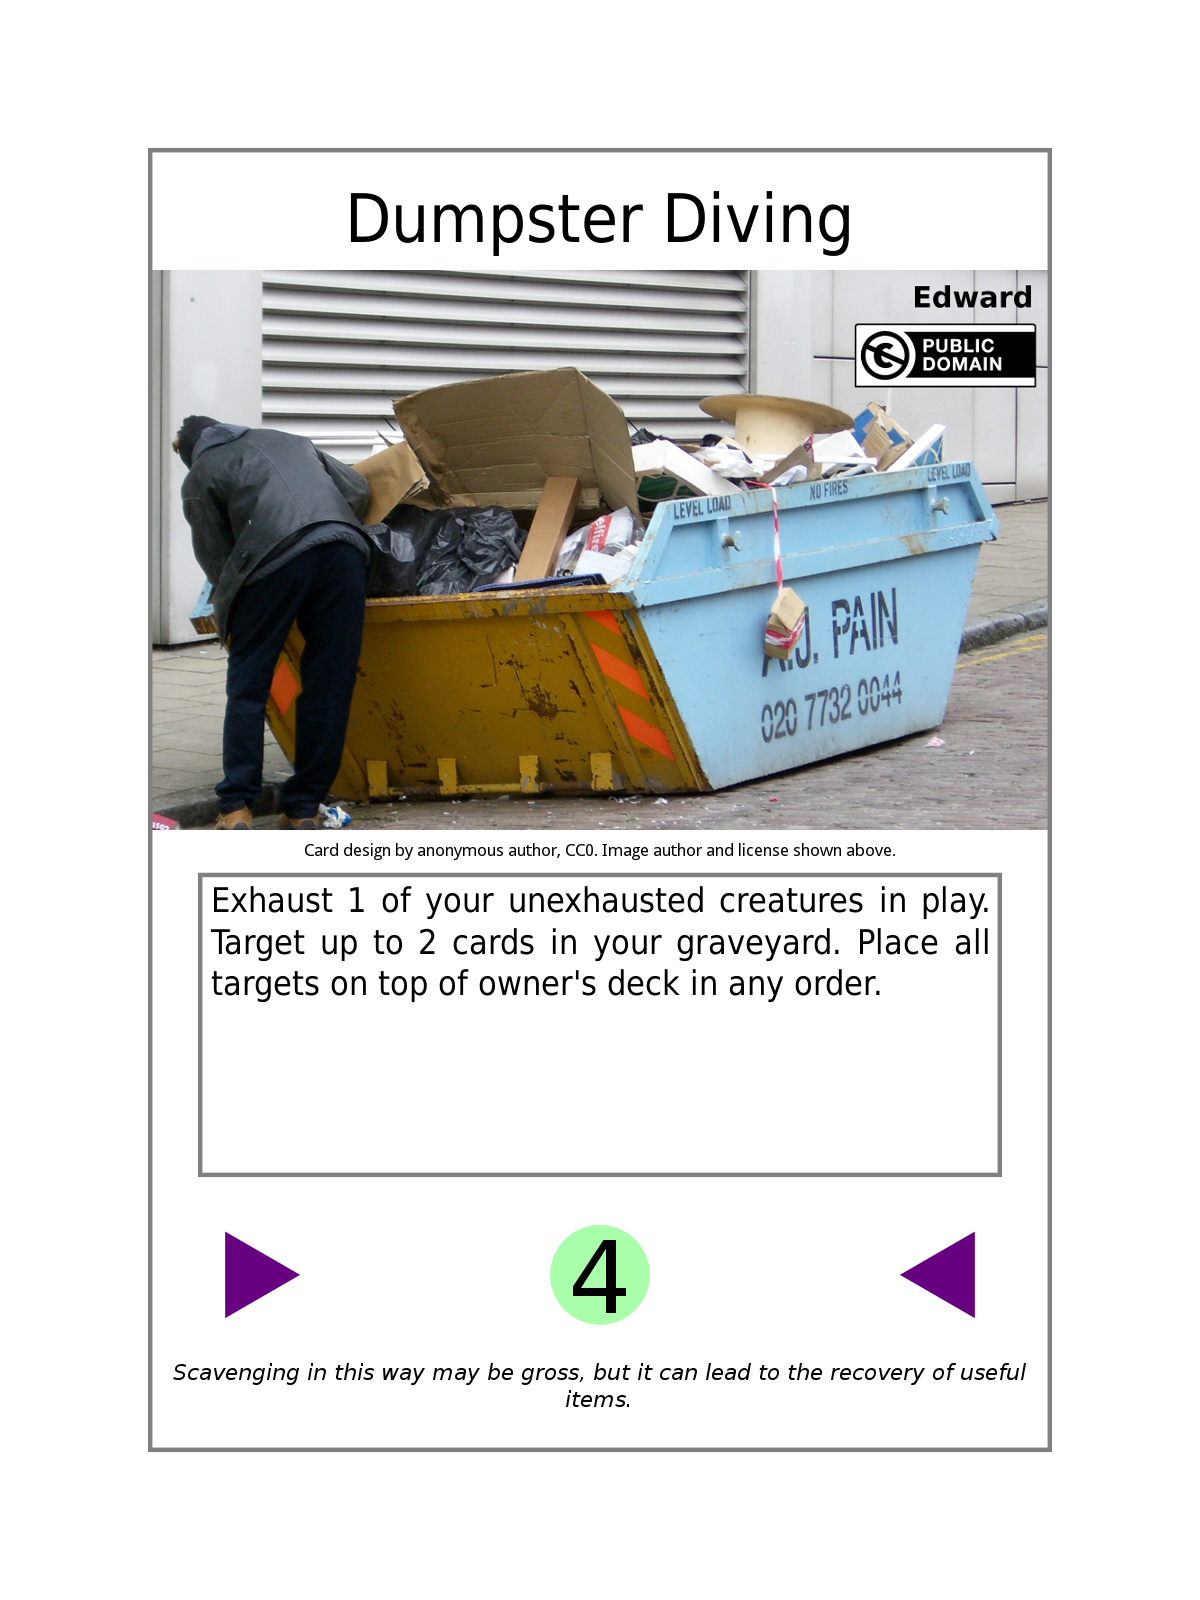 Dumpster Diving
Edward
PUBLIC
DOMAIN
LEVEL LOAD
NO FIRES
LEVEL LOAD
A.J. PAIN
020 7732 0044
Card design by anonymous author, CC0. Image author and license shown above.
Exhaust 1 of your unexhausted creatures in play.
Target up to 2 cards in your graveyard. Place all
targets on top of owner's deck in any order.
4
Scavenging in this way may be gross, but it can lead to the recovery of useful
items.